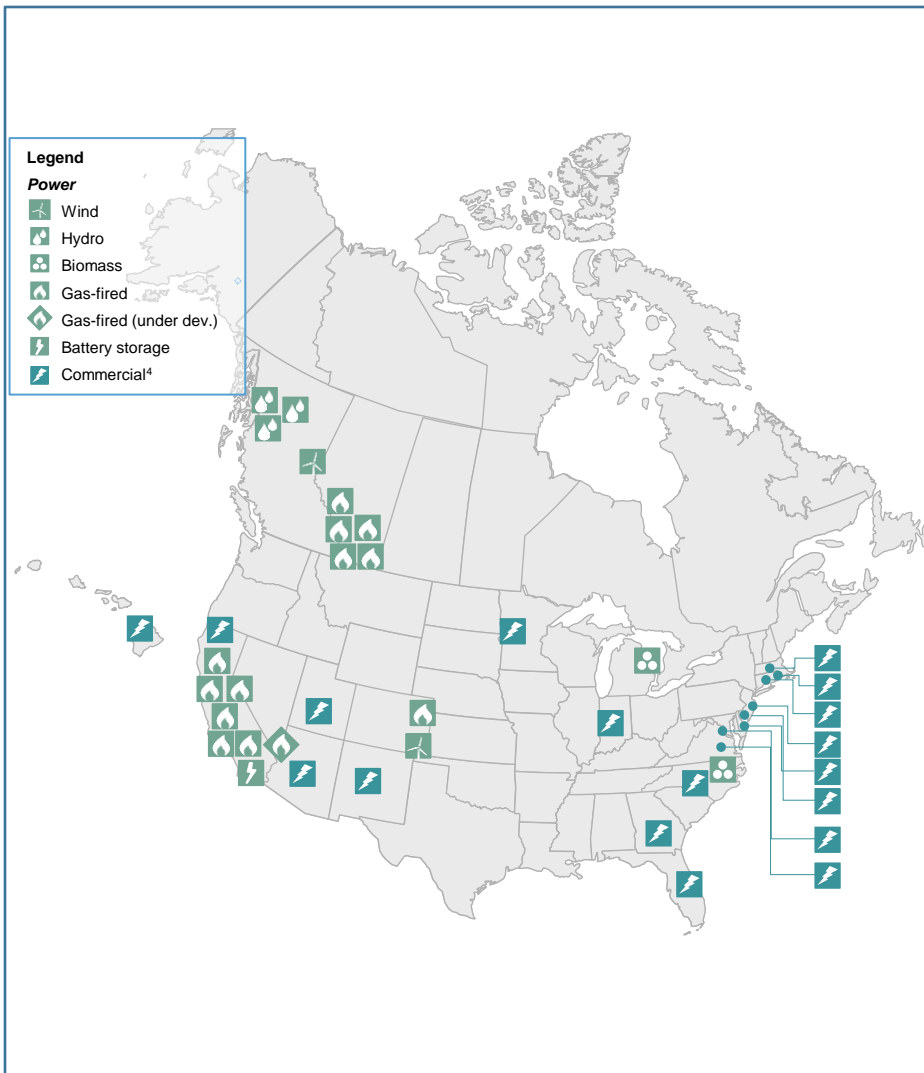 Legend
Power
Wind
Hydro
Biomass
Gas-fired
Gas-fired (under dev.)
Battery storage
Commercial⁴